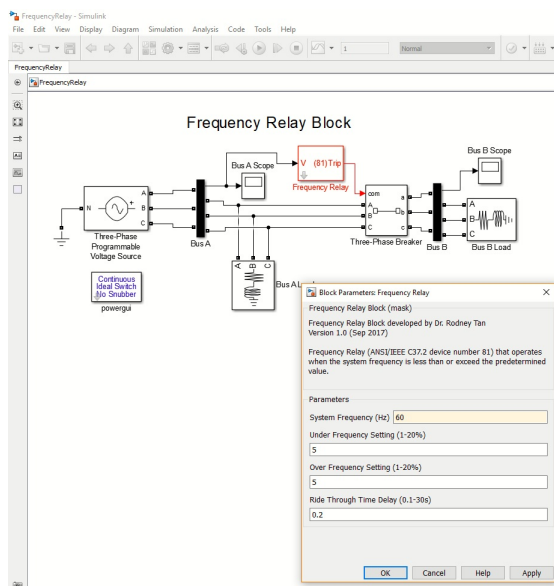 FrequencyRelay - Simulink
File Edit View Display Diagram Simulation Analysis Code Tools Help
1
Normal
FrequencyRelay
FrequencyRelay
Frequency Relay Block
Bus A Scope
V (81)Trip
Frequency Relay
Bus B Scope
N
A
B
C
Three-Phase
Programmable
Voltage Source
Bus A
com
A
B
C
a
b
c
Three-Phase Breaker
Bus B
A
B
C
Bus B Load
A B C
Continuous
Ideal Switch
No Snubber
powergui
Block Parameters: Frequency Relay
Frequency Relay Block (mask)
Frequency Relay Block developed by Dr. Rodney Tan
Version 1.0 (Sep 2017)
Frequency Relay (ANSI/IEEE C37.2 device number 81) that operates
when the system frequency is less than or exceed the predetermined
value.
Parameters
System Frequency (Hz) 60
Under Frequency Setting (1-20%)
5
Over Frequency Setting (1-20%)
5
Ride Through Time Delay (0.1-30s)
0.2
OK Cancel Help Apply